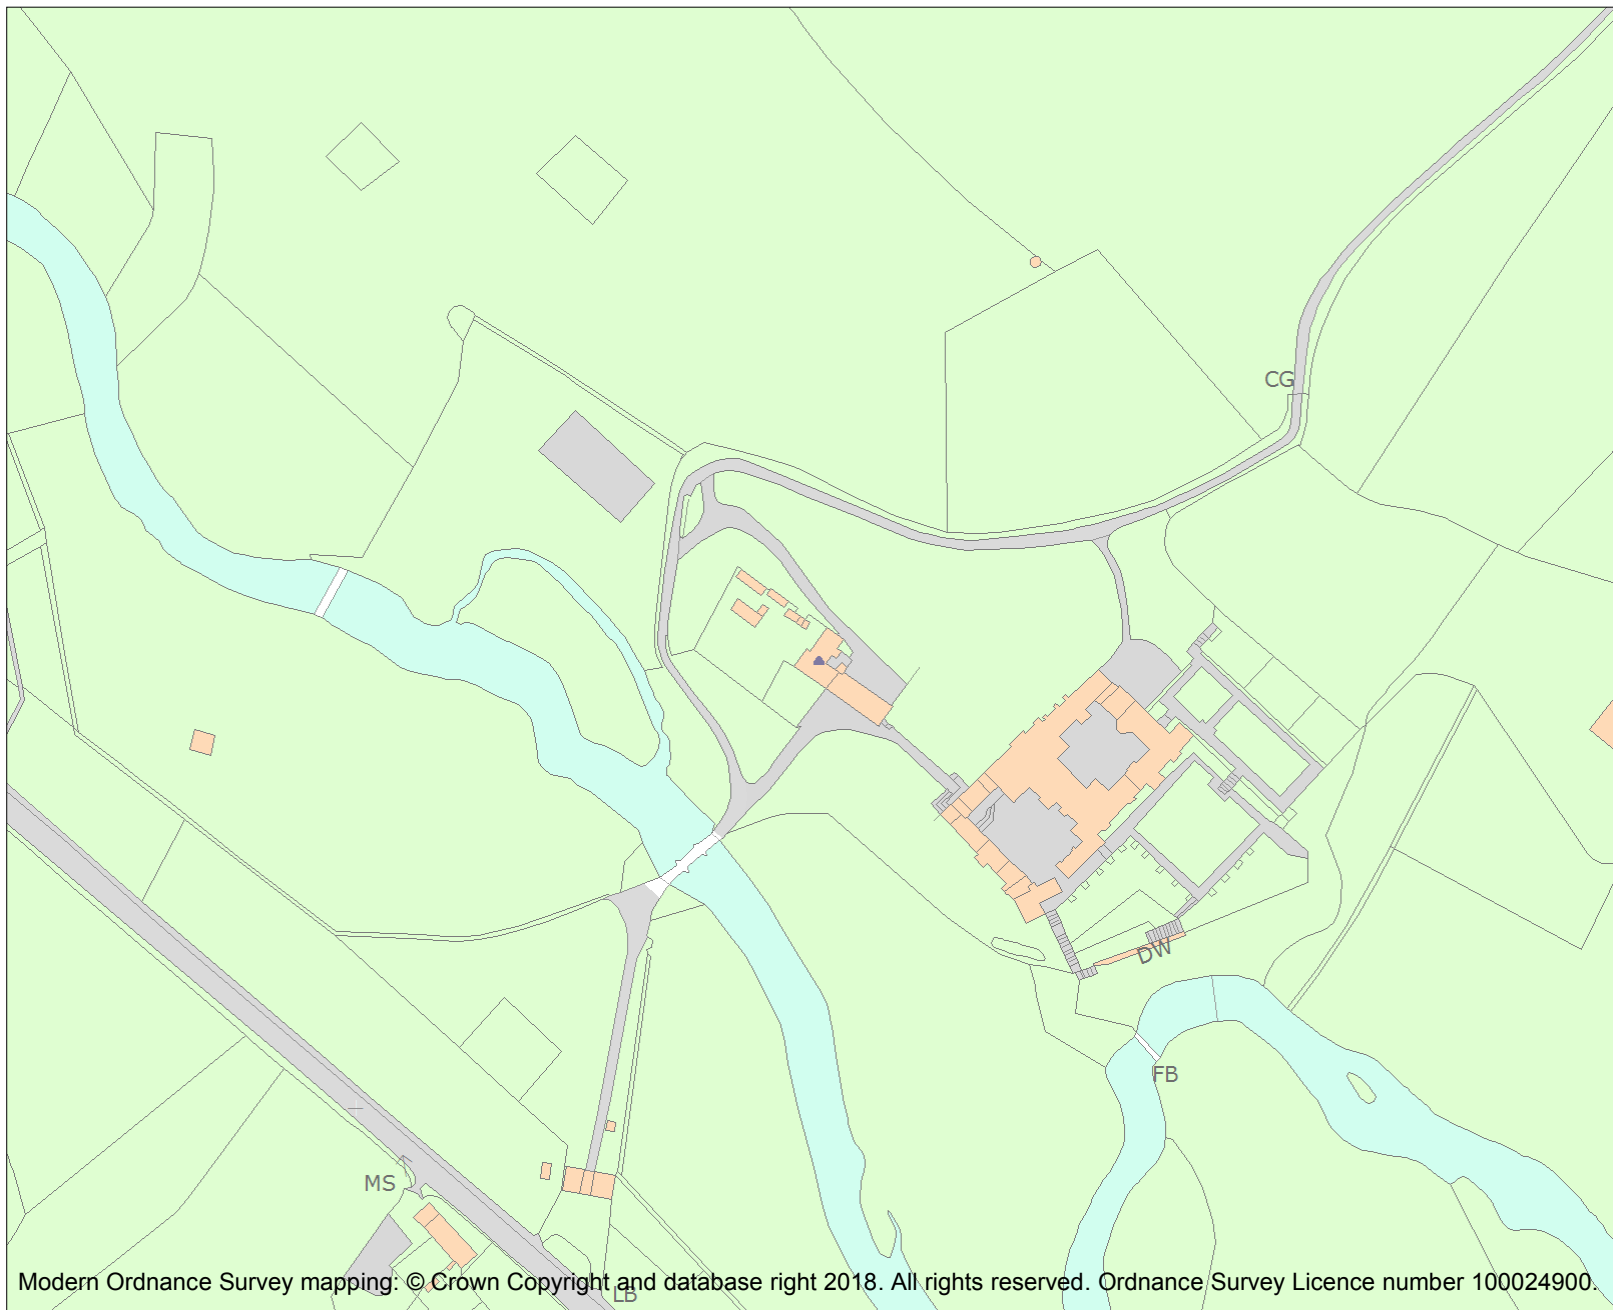 CG
DW
FB
MS
Modern Ordnance Survey mapping: © Crown Copyright and database right 2018. All rights reserved. Ordnance Survey Licence number 100024900.
LB